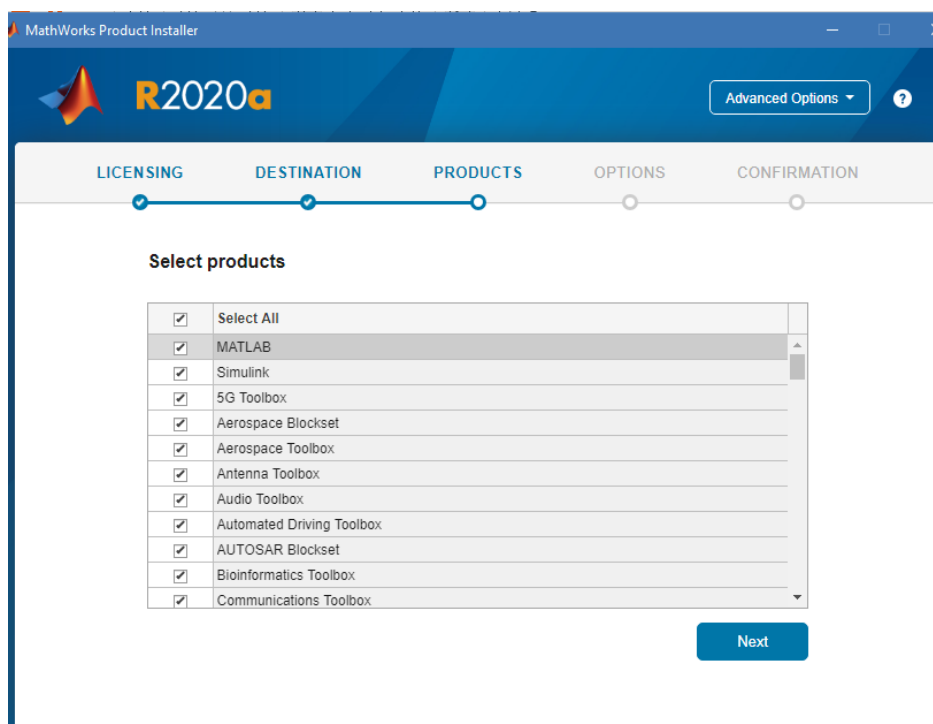 MathWorks Product Installer
R2020a
Advanced Options
?
LICENSING DESTINATION PRODUCTS OPTIONS CONFIRMATION
Select products
Select All
MATLAB
Simulink
5G Toolbox
Aerospace Blockset
Aerospace Toolbox
Antenna Toolbox
Audio Toolbox
Automated Driving Toolbox
AUTOSAR Blockset
Bioinformatics Toolbox
Communications Toolbox
Next